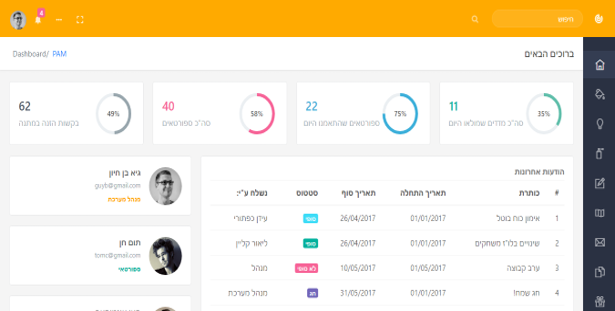 4
חיפוש
ברוכים הבאים
Dashboard/ PAM
11
סה"כ מדדים שמולאו היום
35%
22
ספורטאים שהתאמנו היום
75%
40
סה"כ ספורטאים
58%
62
בקשות הזנה במתנה
49%
הודעות אחרונות
# כותרת תאריך התחלה תאריך סוף סטטוס נשלח ע"י:
1 אימון כוח בוטל 01/01/2017 26/04/2017 עידן כפתורי
2 שינויים בלו"ז משחקים 01/01/2017 26/04/2017 ליאור קליין
3 ערב קבוצה 01/05/2017 10/05/2017 לא סופי מנהל
4 חג שמח! 01/01/2017 31/05/2017 חג מנהל מערכת
גיא בן חיון
guyb@gmail.com
מנהל מערכת
תום חן
tomc@gmail.com
ספורטאי